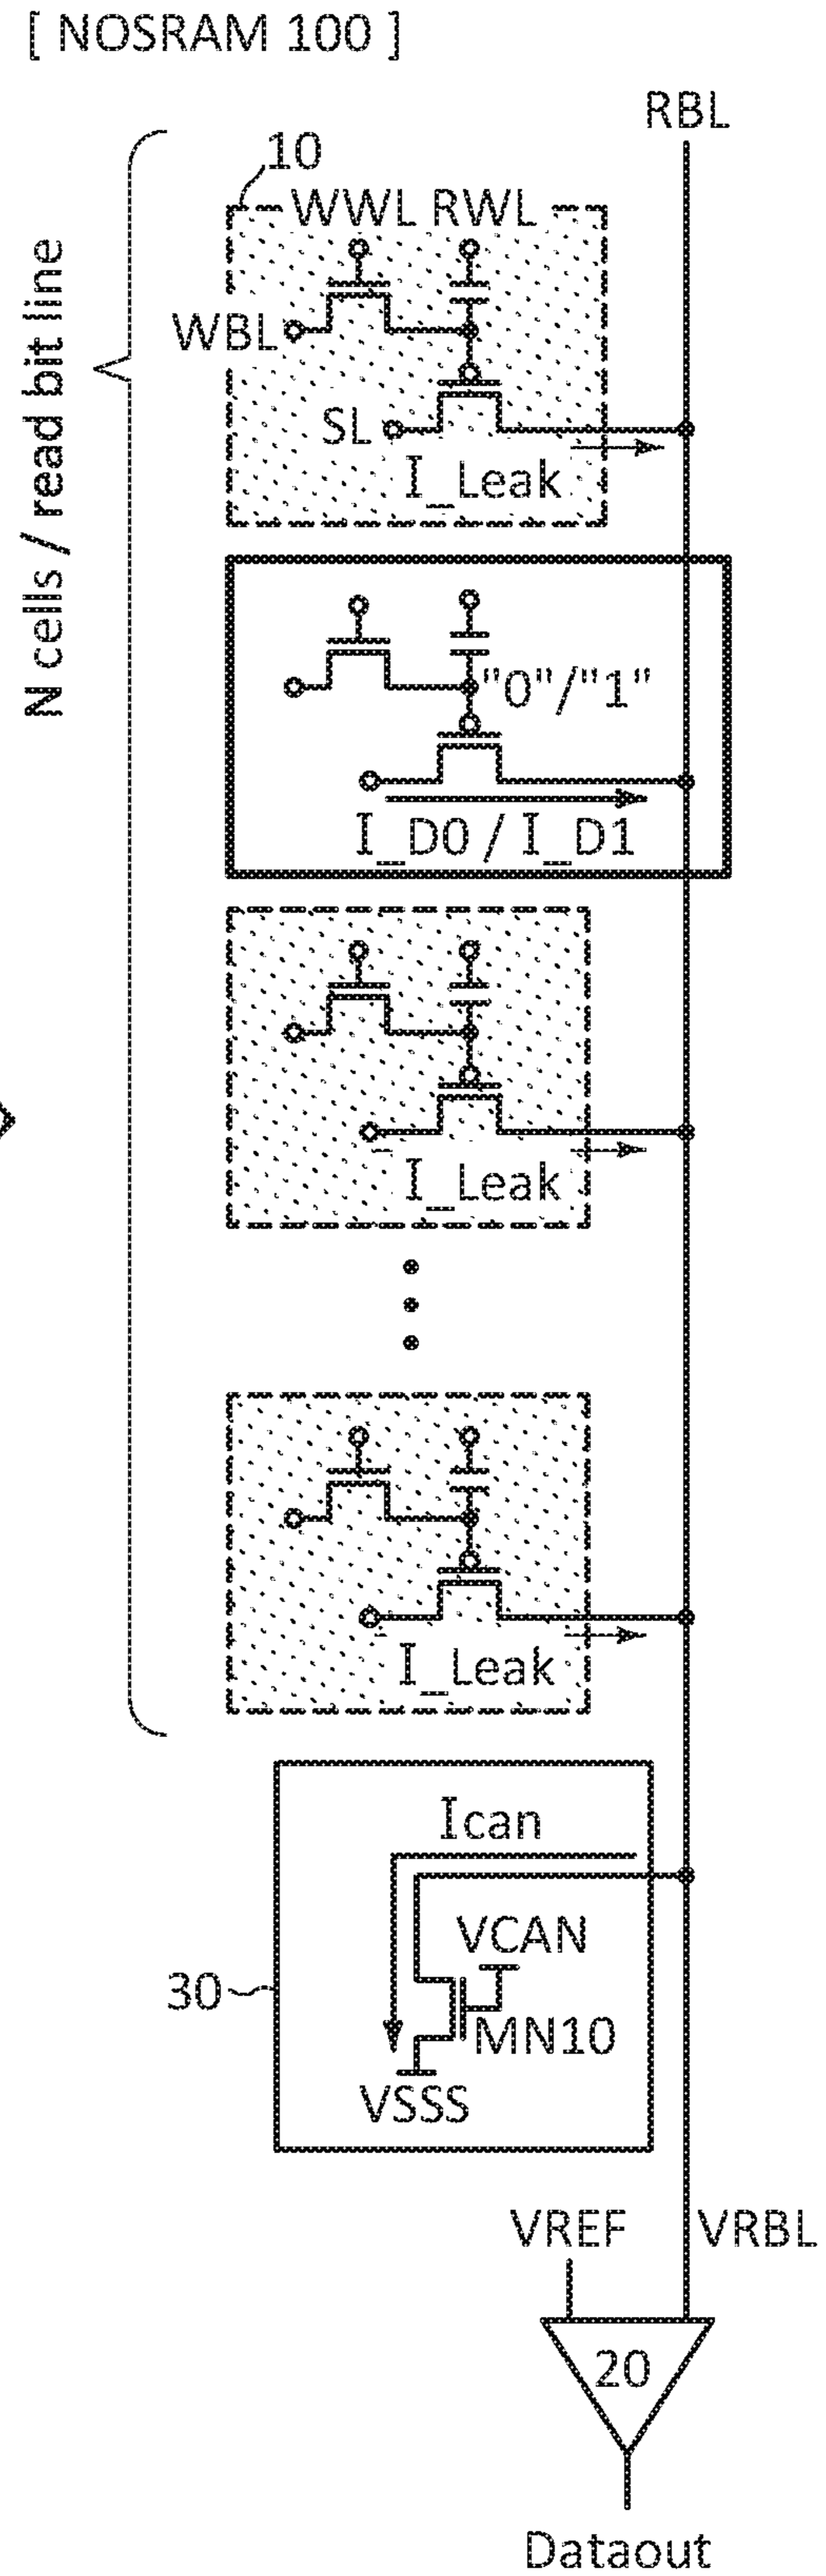 [ NOSRAM 100 ]
RBL
10
WWL RWL
WBL
SL
I_Leak
N cells / read bit line
"0"/"1"
I_D0 / I_D1
I_Leak
I_Leak
Ican
VCAN
30
MN10
VSSS
VREF
VRBL
20
Dataout